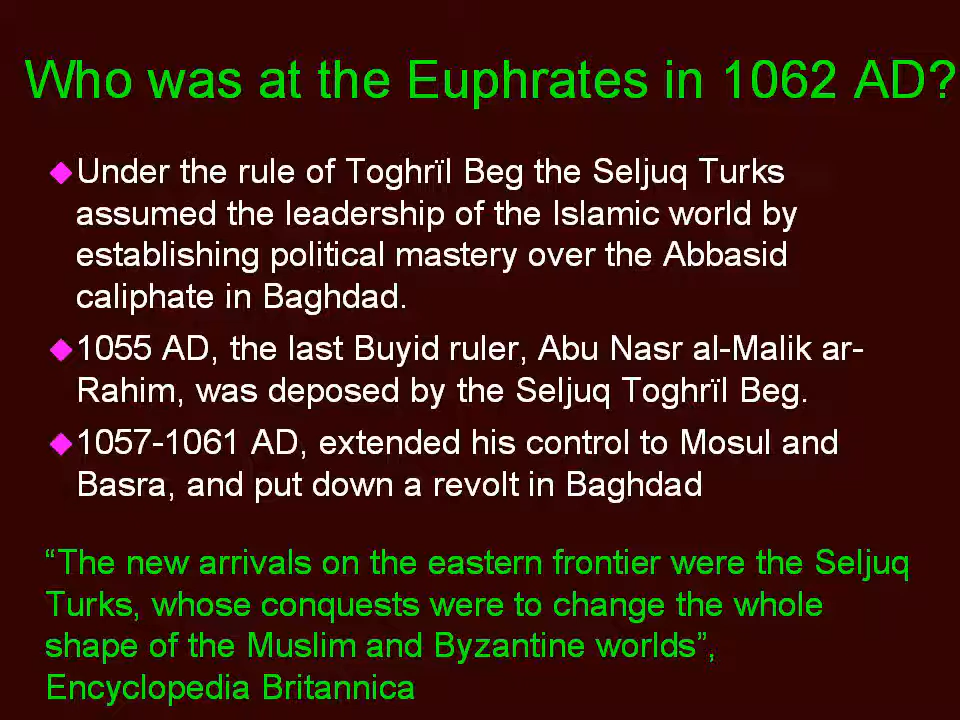 Who was at the Euphrates in 1062 AD?
Under the rule of Toghrïl Beg the Seljuq Turks
assumed the leadership of the Islamic world by
establishing political mastery over the Abbasid
caliphate in Baghdad.
1055 AD, the last Buyid ruler, Abu Nasr al-Malik ar-
Rahim, was deposed by the Seljuq Toghrïl Beg.
1057-1061 AD, extended his control to Mosul and
Basra, and put down a revolt in Baghdad
“The new arrivals on the eastern frontier were the Seljuq
Turks, whose conquests were to change the whole
shape of the Muslim and Byzantine worlds”,
Encyclopedia Britannica